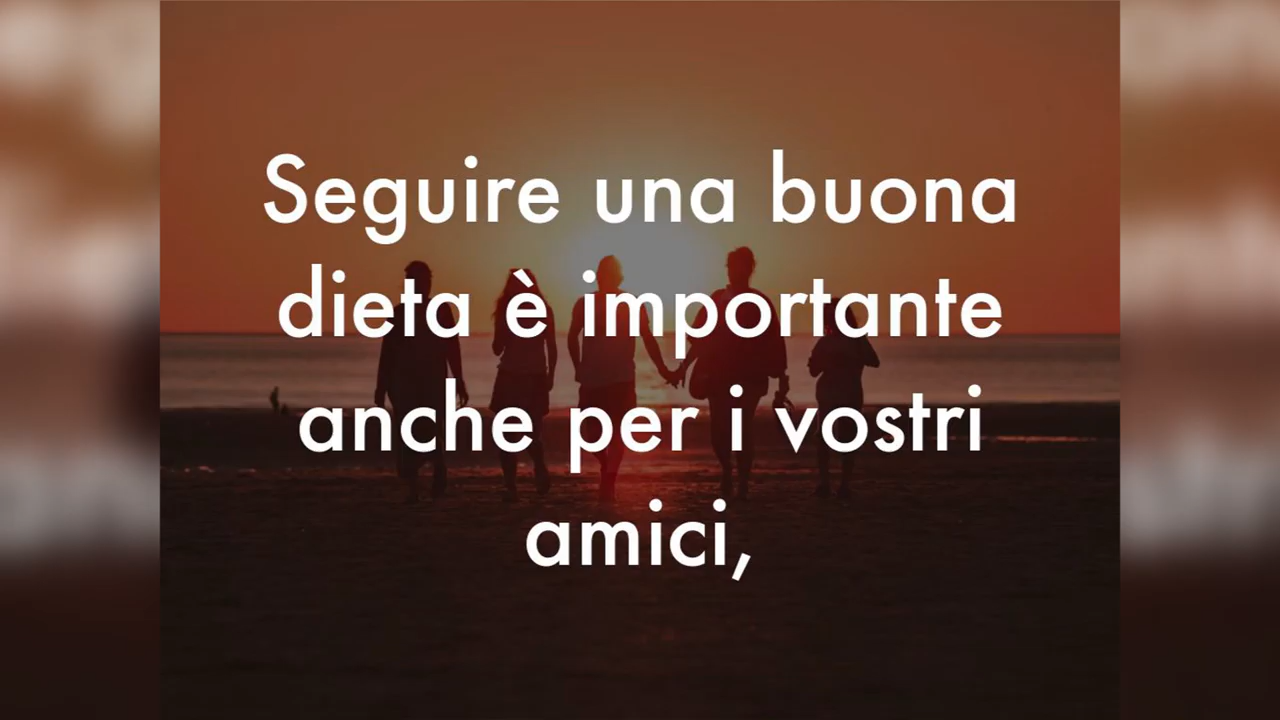 Seguire una buona
dieta è importante
anche per i vostri
amici,